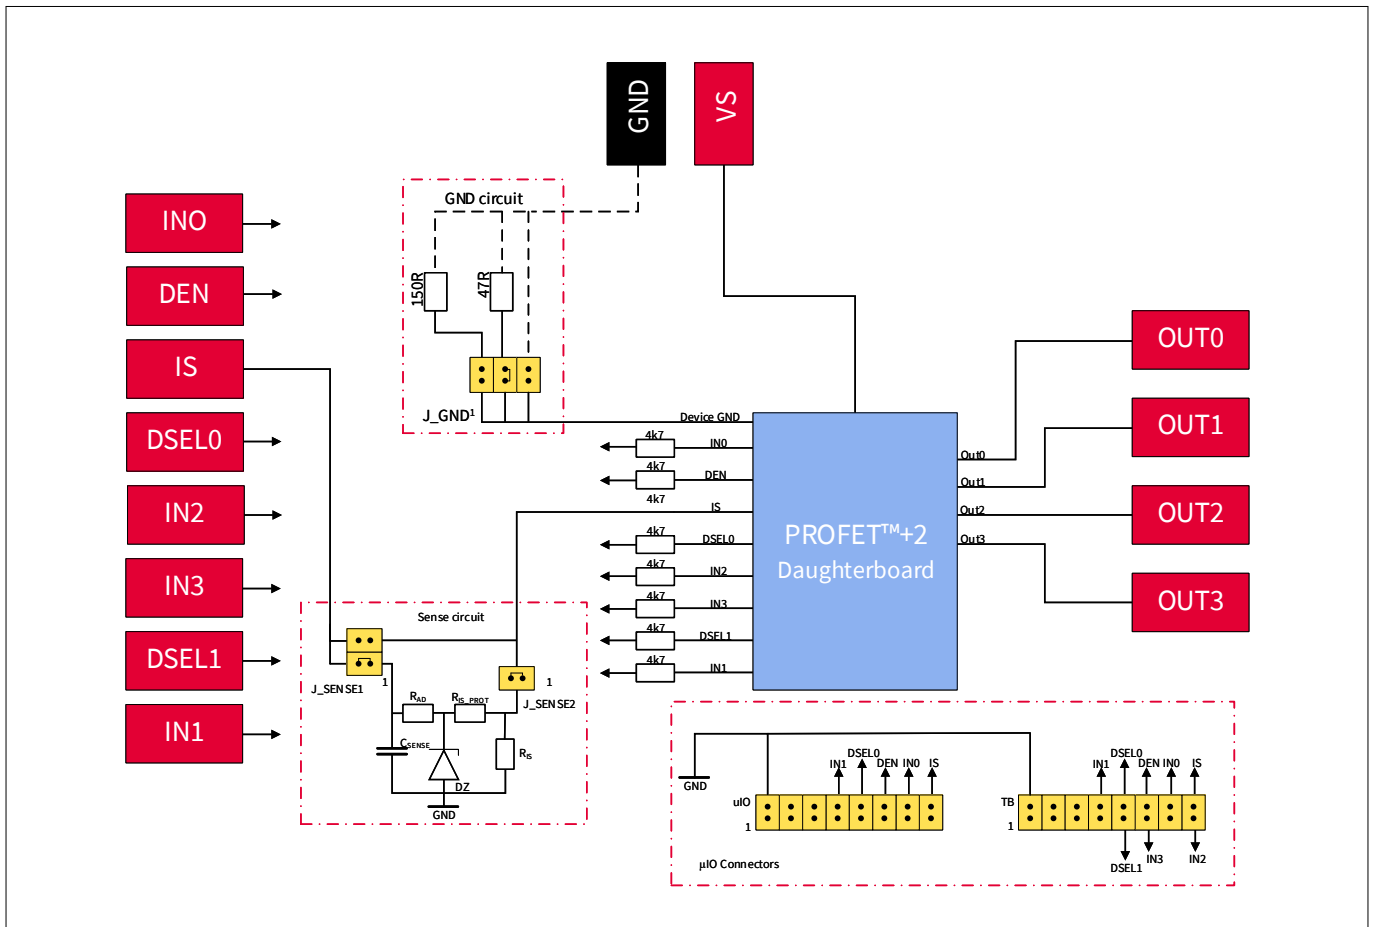 GND
VS
GND circuit
150R
47R
J_GND¹
INO
DEN
IS
DSEL0
IN2
IN3
DSEL1
IN1
Device GND
4k7
IN0
4k7
DEN
4k7
IS
4k7
DSEL0
4k7
IN2
4k7
IN3
4k7
DSEL1
4k7
IN1
PROFET™+2
Daughterboard
Out0
Out1
Out2
Out3
OUT0
OUT1
OUT2
OUT3
Sense circuit
J_SENSE1
1
1
J_SENSE2
RAD
RIS_PROT
CSENSE
RIS
DZ
GND
GND
uIO
1
IN1
DSEL0
DEN
IN0
IS
TB
1
IN1
DSEL0
DEN
IN0
IS
DSEL1
IN3
IN2
µIO Connectors